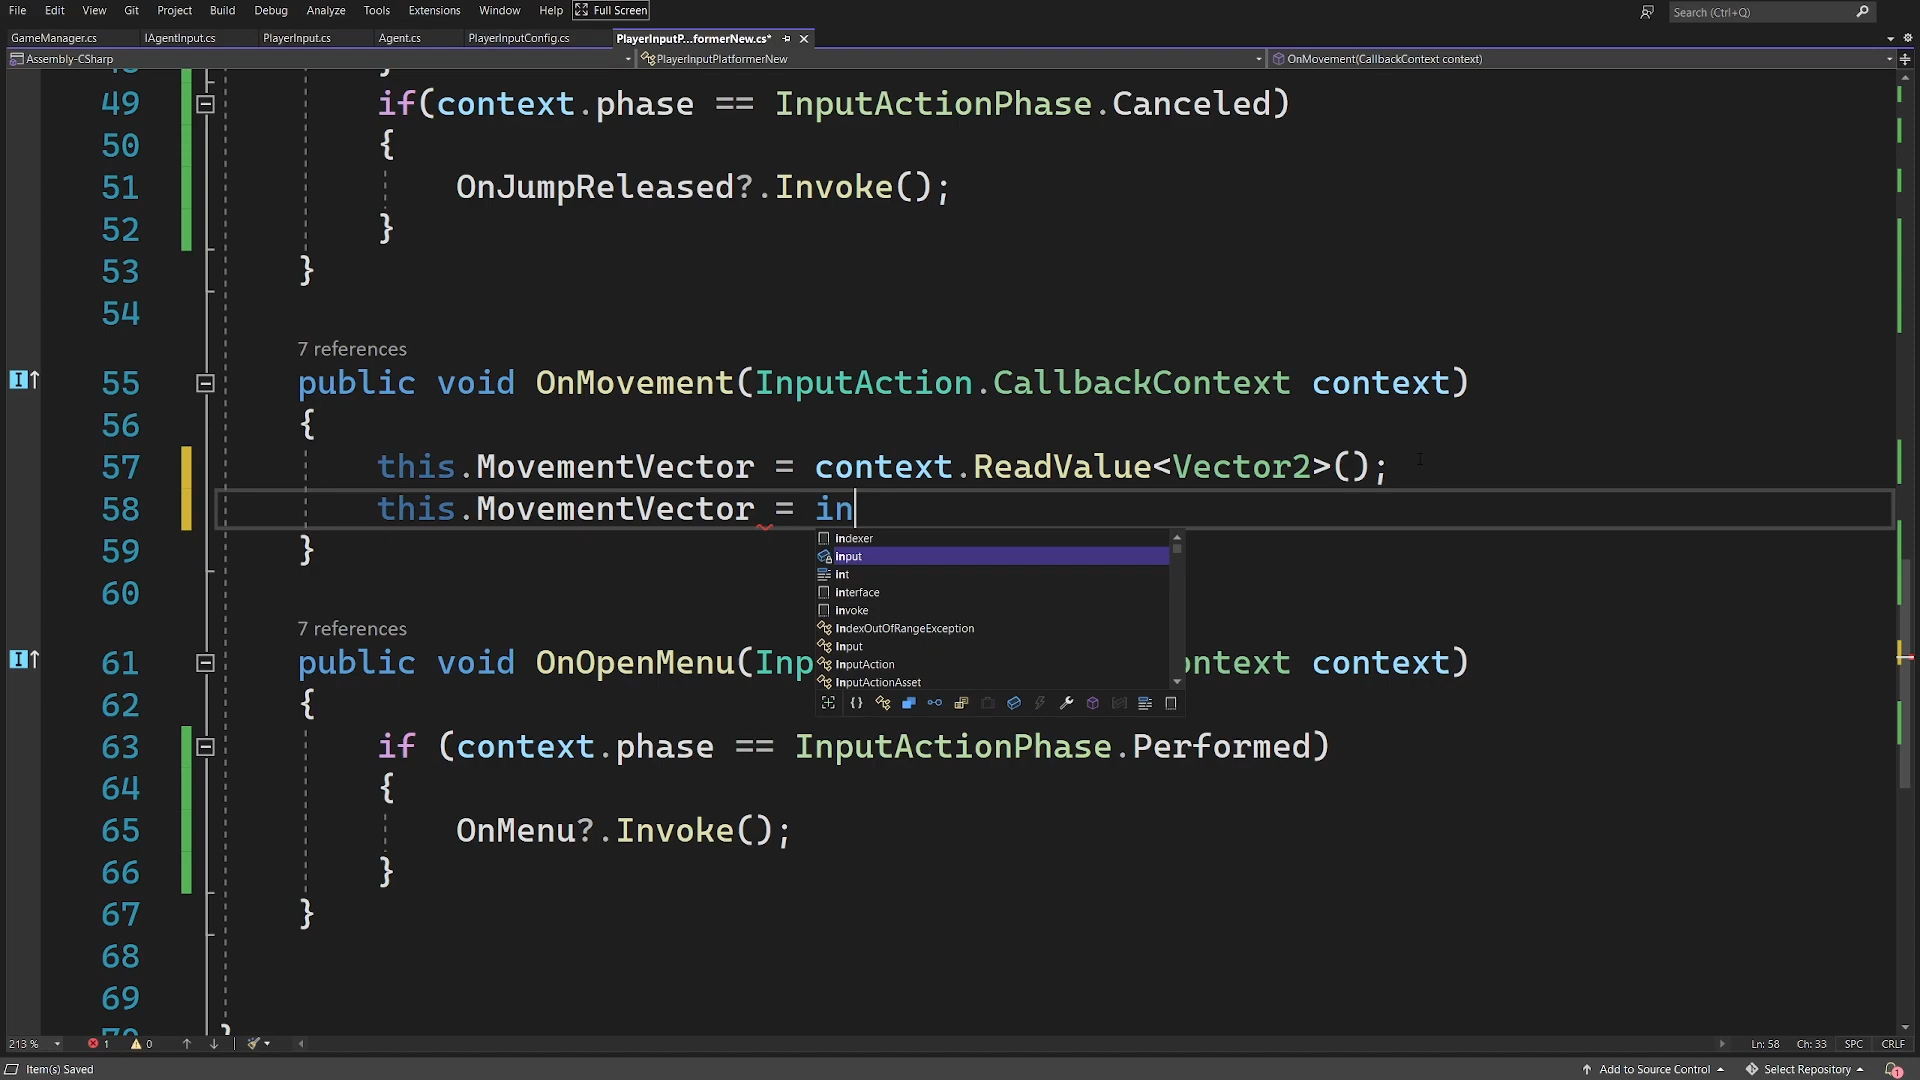 File Edit View Git Project Build Debug Analyze Tools Extensions Window Help Full Screen Search (Ctrl+Q)
GameManager.cs IAgentInput.cs PlayerInput.cs Agent.cs PlayerInputConfig.cs PlayerInputP...formerNew.cs*
Assembly-CSharp PlayerInputPlatformerNew OnMovement(CallbackContext context)
49 if(context.phase == InputActionPhase.Canceled)
50 {
51 OnJumpReleased?.Invoke();
52 }
53 }
54
7 references
55 public void OnMovement(InputAction.CallbackContext context)
56 {
57 this.MovementVector = context.ReadValue<Vector2>();
58 this.MovementVector = in
indexer
59 }
input
int
60
interface
invoke
7 references
IndexOutOfRangeException
Input
61 public void OnOpenMenu(Inp ntext context)
InputAction
InputActionAsset
62 {
63 if (context.phase == InputActionPhase.Performed)
64 {
65 OnMenu?.Invoke();
66 }
67 }
68
69
}
213 % 1 0 Ln: 58 Ch: 33 SPC CRLF
Item(s) Saved Add to Source Control Select Repository 1